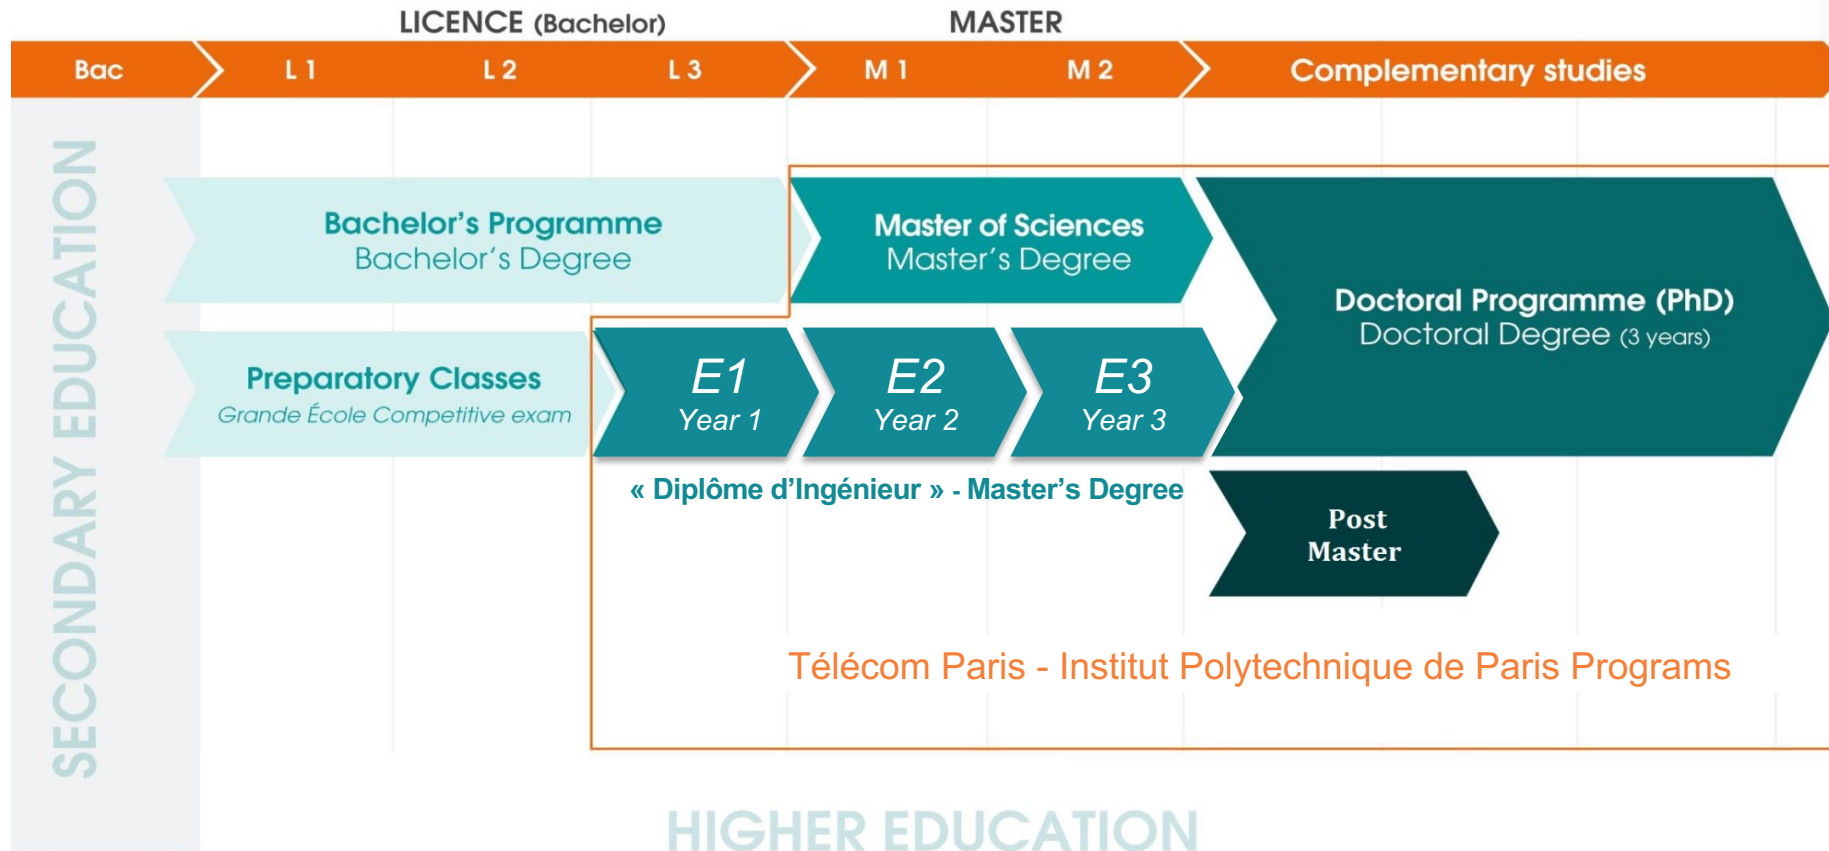 LICENCE (Bachelor)
MASTER
Bac
L 1
L 2
L 3
M 1
M 2
Complementary studies
SECONDARY EDUCATION
Bachelor's Programme
Bachelor's Degree
Master of Sciences
Master's Degree
Doctoral Programme (PhD)
Doctoral Degree (3 years)
Preparatory Classes
Grande École Competitive exam
E1
Year 1
E2
Year 2
E3
Year 3
« Diplôme d'Ingénieur » - Master's Degree
Post
Master
Télécom Paris - Institut Polytechnique de Paris Programs
HIGHER EDUCATION